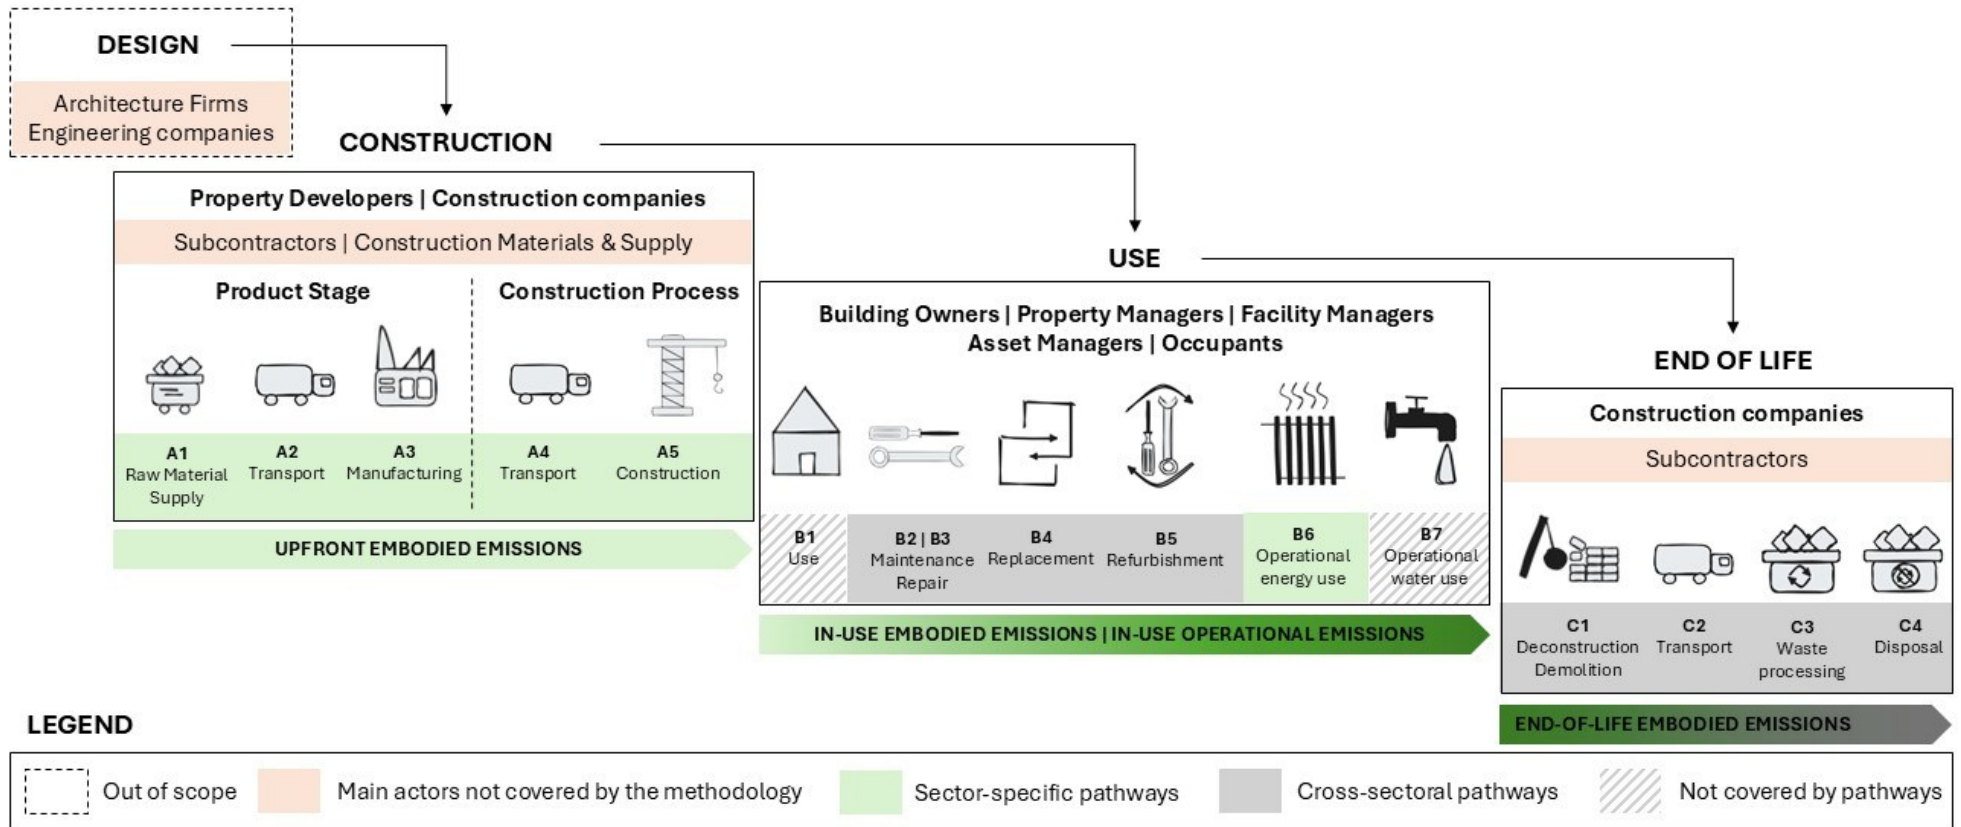 DESIGN
Architecture Firms
Engineering companies
CONSTRUCTION
Property Developers | Construction companies
Subcontractors | Construction Materials & Supply
Product Stage
Construction Process
A1
Raw Material
Supply
A2
Transport
A3
Manufacturing
A4
Transport
A5
Construction
UPFRONT EMBODIED EMISSIONS
USE
Building Owners | Property Managers | Facility Managers
Asset Managers | Occupants
B1
Use
B2 | B3
Maintenance
Repair
B4
Replacement
B5
Refurbishment
B6
Operational
energy use
B7
Operational
water use
IN-USE EMBODIED EMISSIONS | IN-USE OPERATIONAL EMISSIONS
END OF LIFE
Construction companies
Subcontractors
C1
Deconstruction
Demolition
C2
Transport
C3
Waste
processing
C4
Disposal
END-OF-LIFE EMBODIED EMISSIONS
LEGEND
Out of scope
Main actors not covered by the methodology
Sector-specific pathways
Cross-sectoral pathways
Not covered by pathways